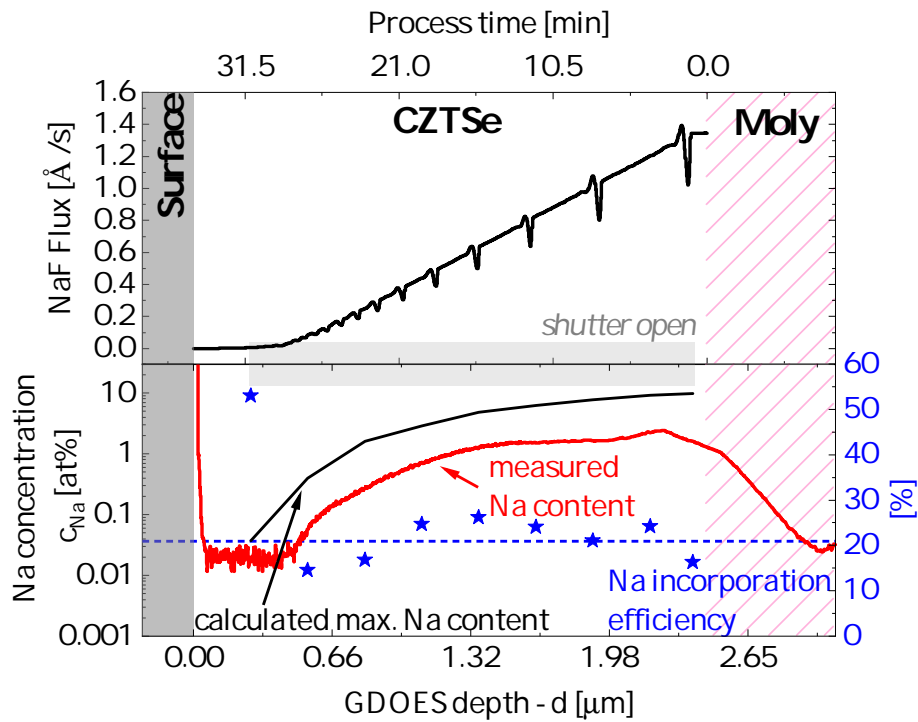 Process time [min]
31.5 21.0 10.5 0.0
1.6
1.4
1.2
1.0
0.8
0.6
0.4
0.2
0.0
NaF Flux [Å /s]
Surface
CZTSe
Moly
shutter open
10
1
0.1
0.01
0.001
Na concentration
cNa [at%]
measured
Na content
calculated max. Na content
Na incorporation
efficiency
60
50
40
30
20
10
0
[%]
0.00 0.66 1.32 1.98 2.65
GDOES depth - d [μm]